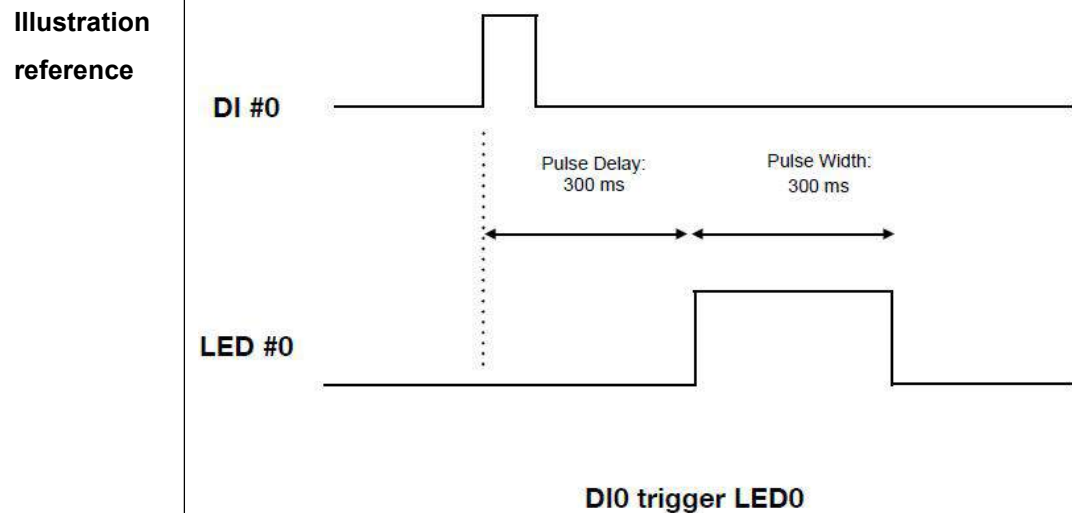 Illustration
reference
DI #0
Pulse Delay:
300 ms
Pulse Width:
300 ms
LED #0
DI0 trigger LED0